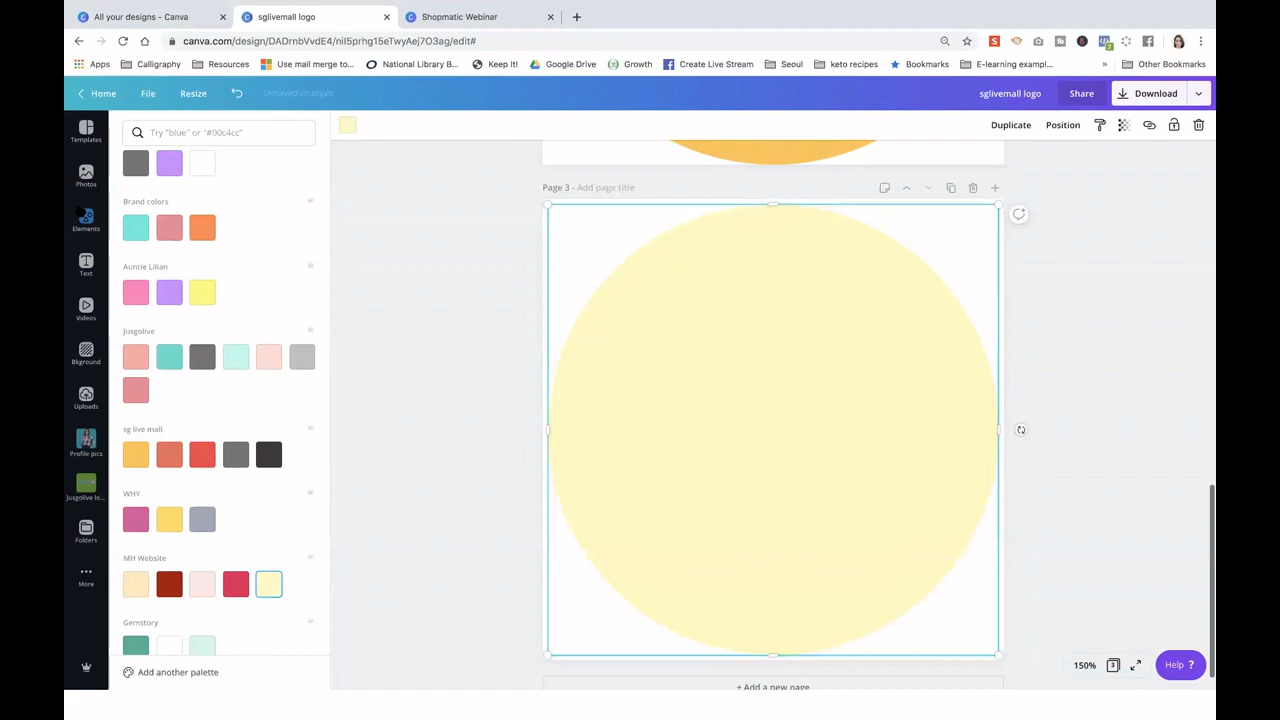 All your designs - Canva
sglivemall logo
Shopmatic Webinar
canva.com/design/DADrnbVvdE4/niI5prhg15eTwyAej7O3ag/edit#
Apps
Calligraphy
Resources
Use mail merge to...
National Library B...
Keep It!
Google Drive
Growth
Create Live Stream
Seoul
keto recipes
Bookmarks
E-learning exampl...
»
Other Bookmarks
Home
File
Resize
Unsaved changes
sglivemall logo
Share
Download
Templates
Photos
Elements
Text
Videos
Bkground
Uploads
Profile pics
Jusgolive lo...
Folders
More
Try "blue" or "#00c4cc"
Brand colors
Auntie Lilian
Jusgolive
sg live mall
WHY
MH Website
Gemstory
Add another palette
Duplicate
Position
Page 3 - Add page title
+ Add a new page
150%
3
Help ?